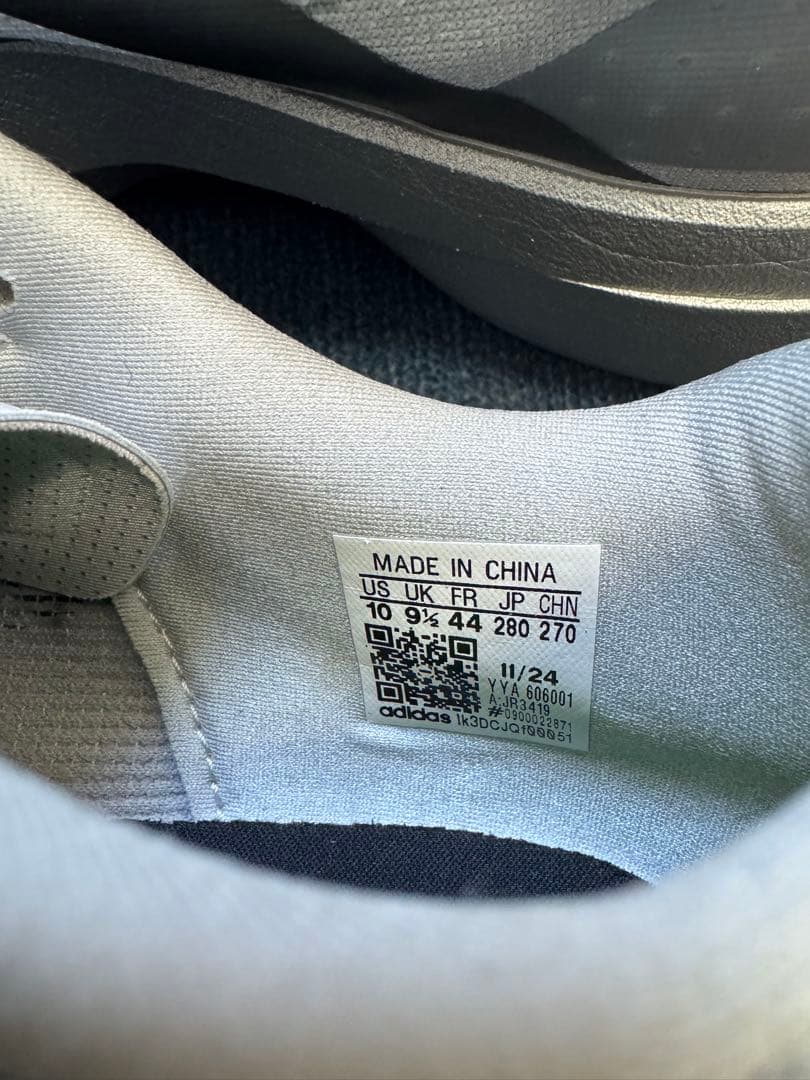 MADE IN CHINA
US UK FR JP CHN
10 9½ 44 280 270
11/24
YYA 606001
A:JR3419
#0900022871
adidas 1k3DCJQf00051